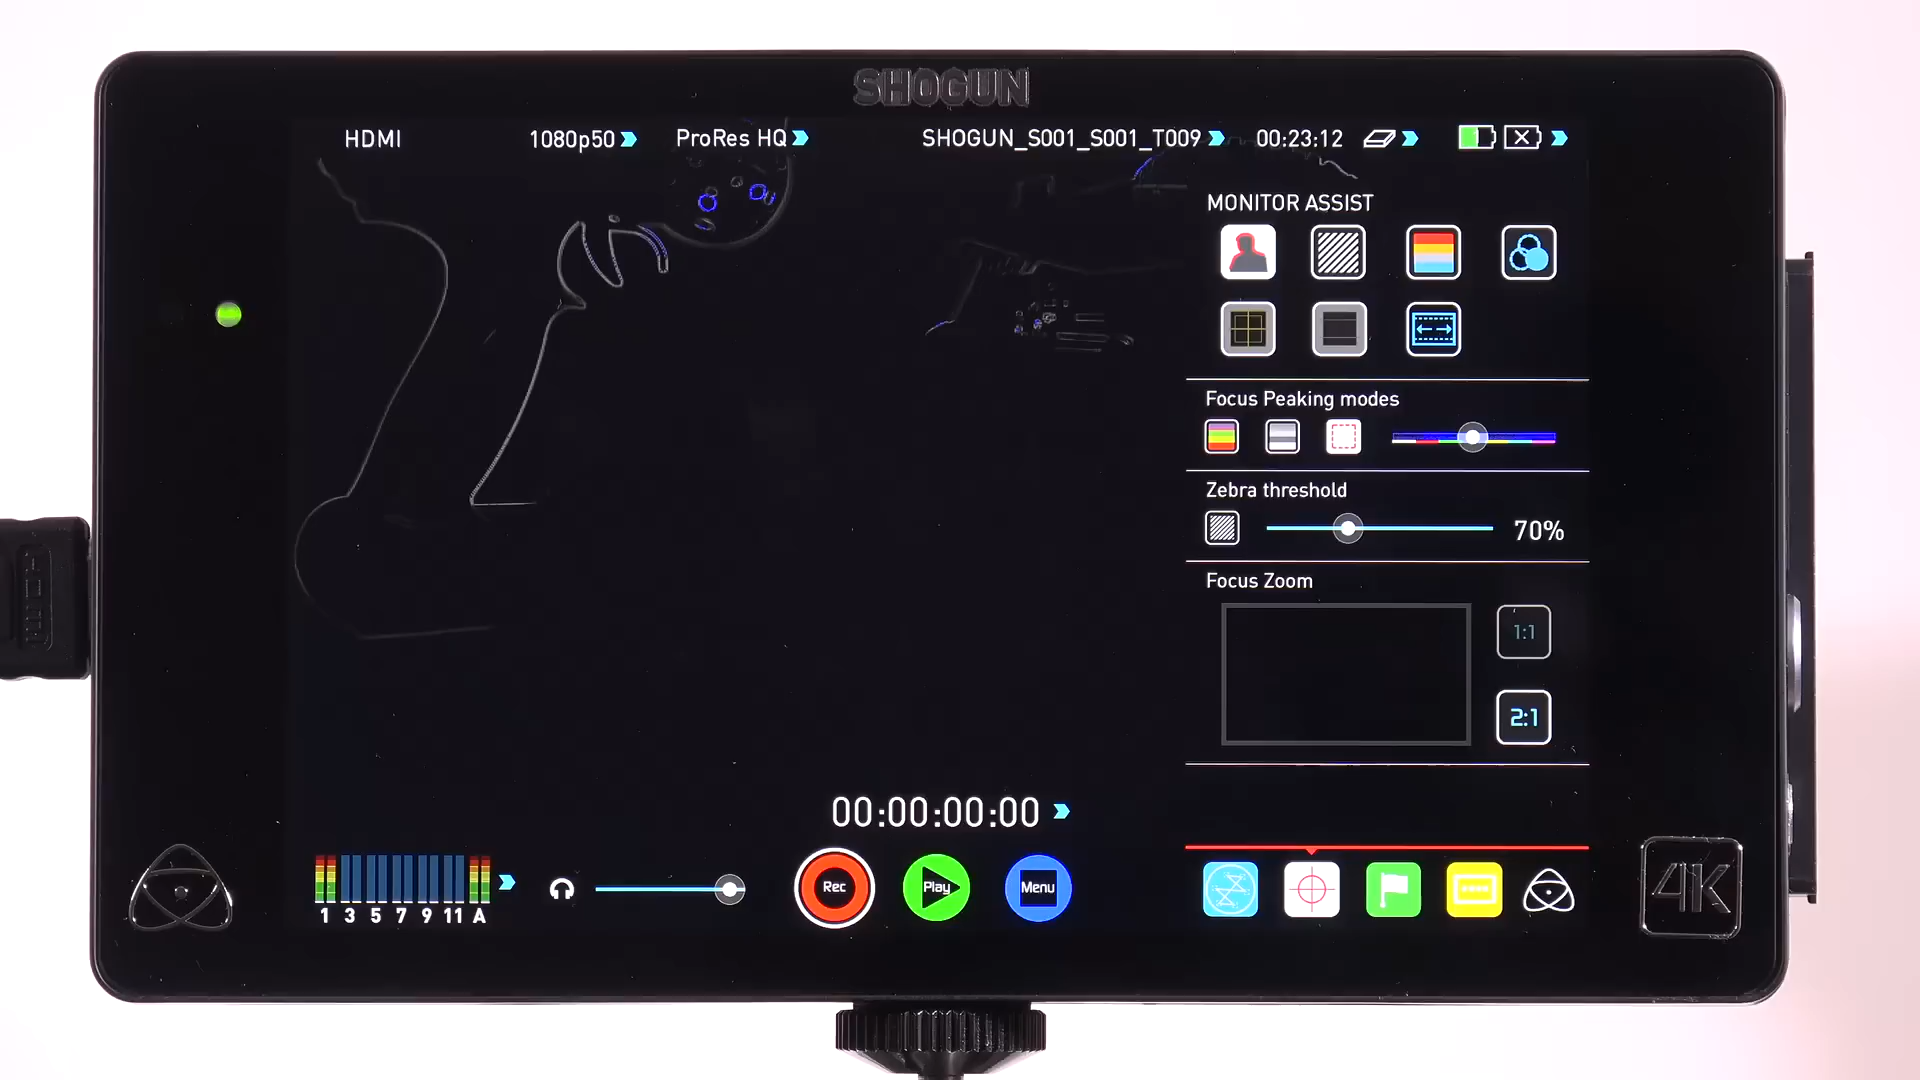 SHOGUN
HDMI 1080p50 ProRes HQ SHOGUN_S001_S001_T009 00:23:12
MONITOR ASSIST
Focus Peaking modes
Zebra threshold
70%
Focus Zoom
1:1
2:1
00:00:00:00
Rec Play Menu
1 3 5 7 9 11 A
4K
HDMI